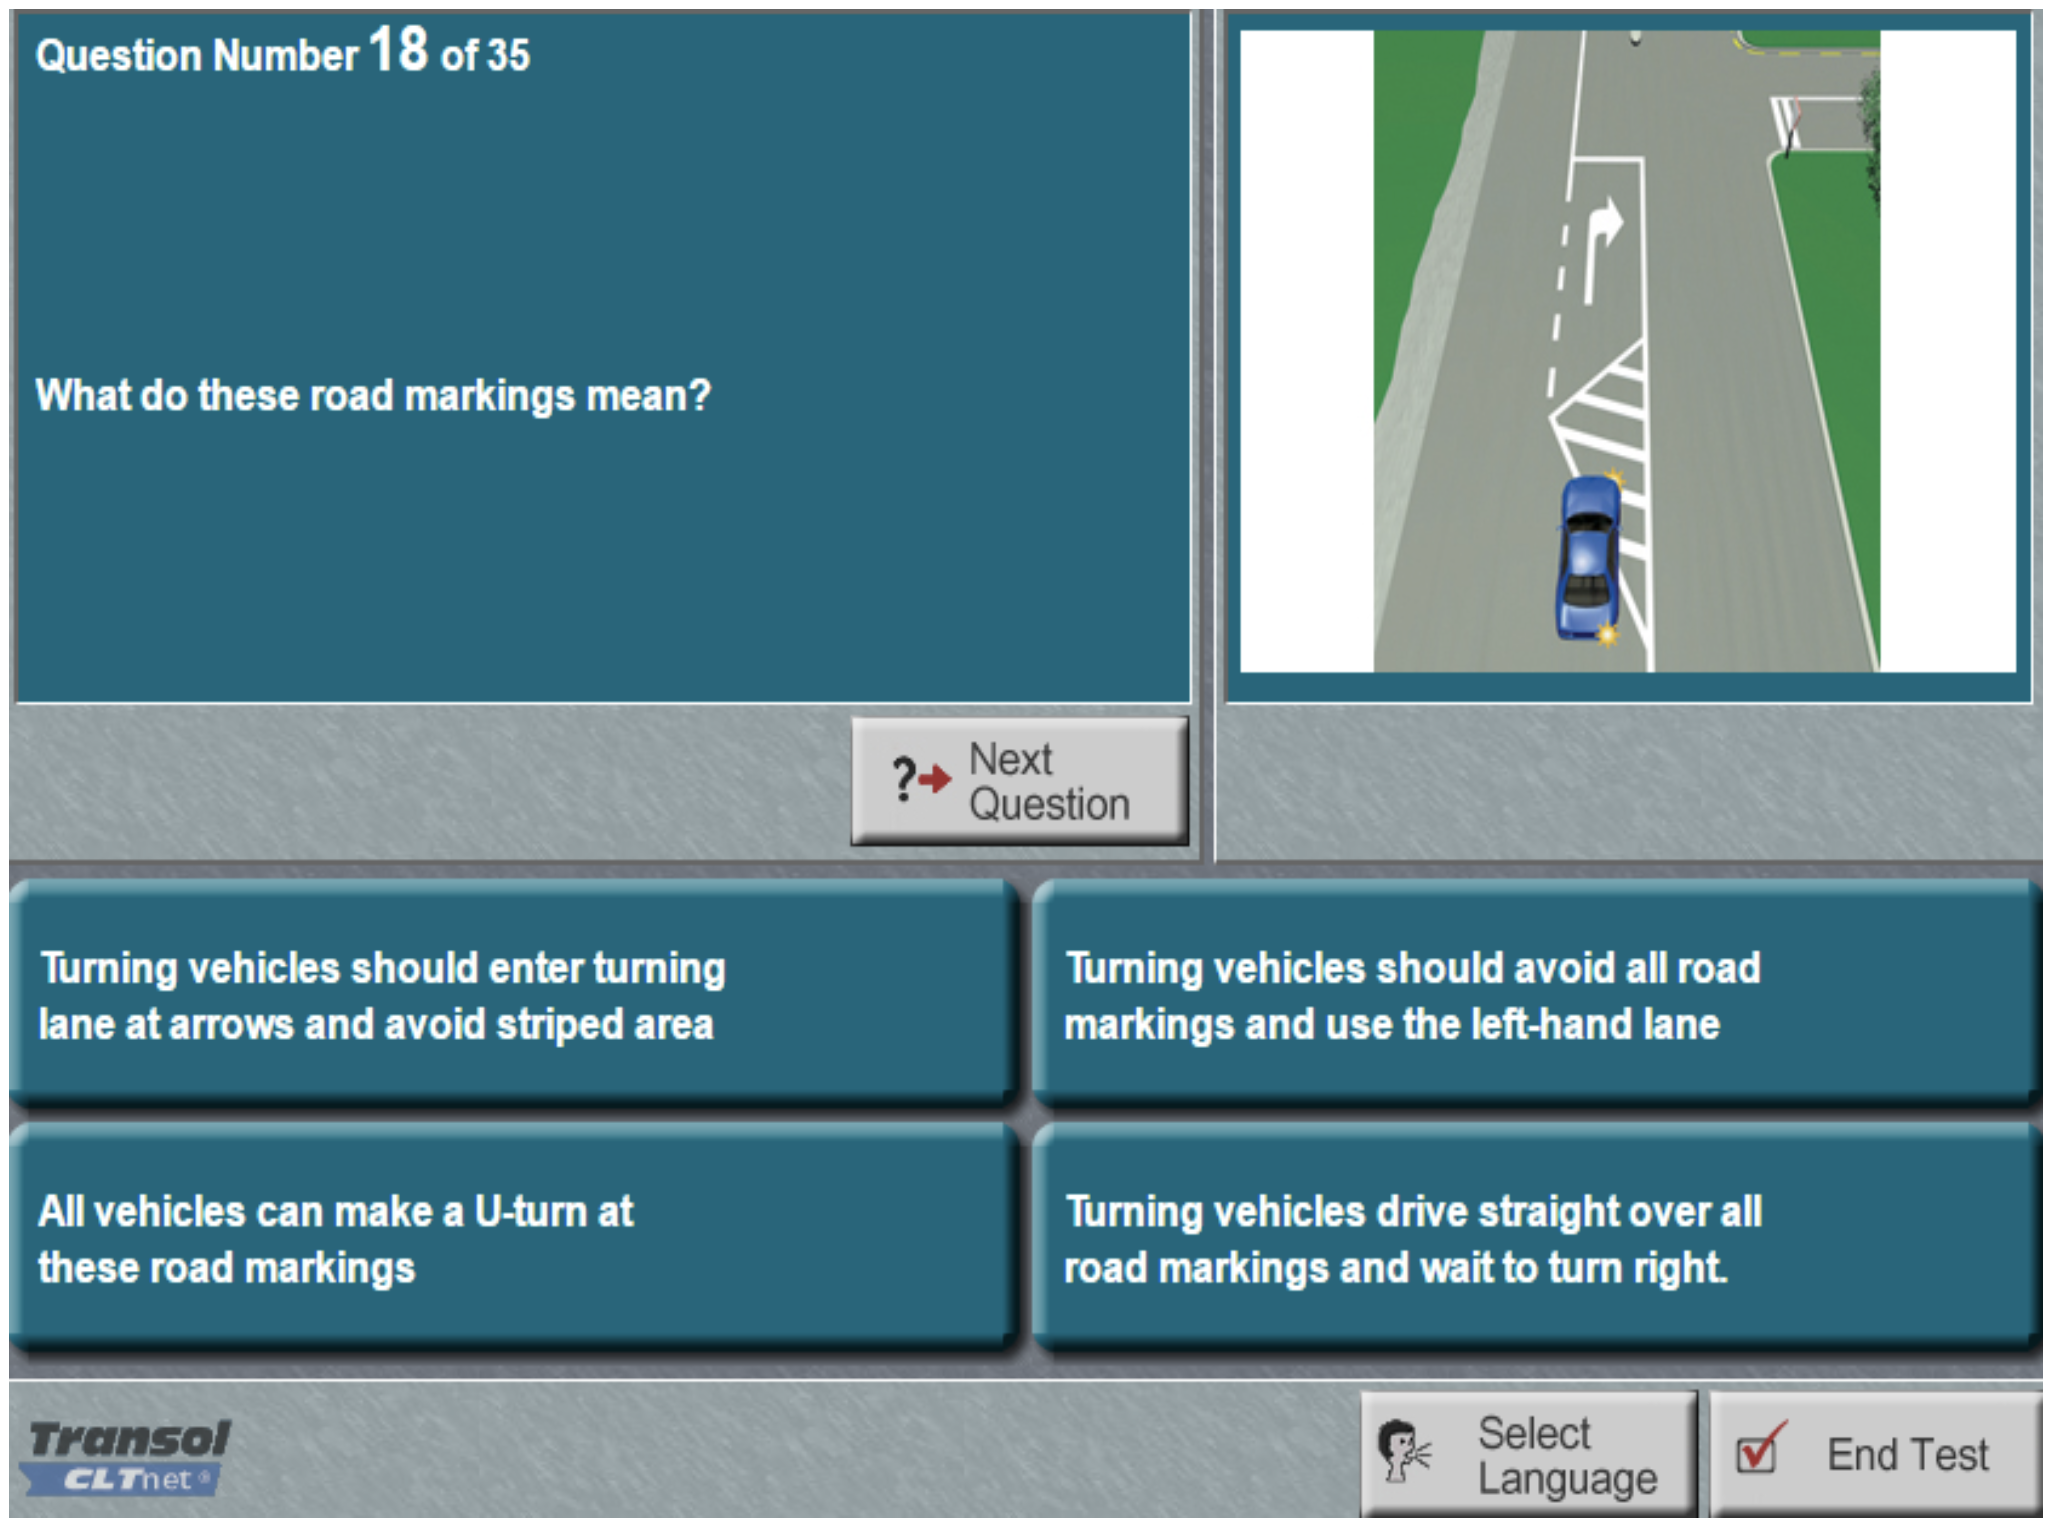 Question Number 18 of 35
What do these road markings mean?
Next
Question
Turning vehicles should enter turning
lane at arrows and avoid striped area
Turning vehicles should avoid all road
markings and use the left-hand lane
All vehicles can make a U-turn at
these road markings
Turning vehicles drive straight over all
road markings and wait to turn right.
Transol
CLTnet®
Select
Language
End Test